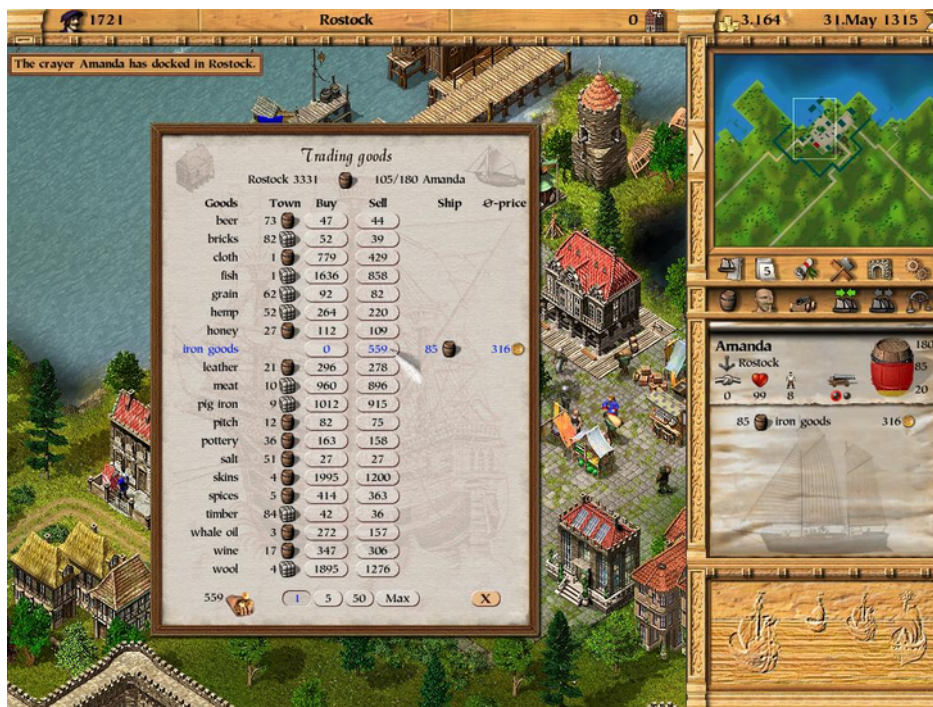 1721 Rostock 0 3.164 31.May 1315
The crayer Amanda has docked in Rostock.
Trading goods
Rostock 3331 105/180 Amanda
Goods Town Buy Sell Ship Ø-price
beer 73 47 44
bricks 82 52 39
cloth 1 779 429
fish 1 1636 858
grain 62 92 82
hemp 52 264 220
honey 27 112 109
iron goods 0 559 85 316
leather 21 296 278
meat 10 960 896
pig iron 9 1012 915
pitch 12 82 75
pottery 36 163 158
salt 51 27 27
skins 4 1995 1200
spices 5 414 363
timber 84 42 36
whale oil 3 272 157
wine 17 347 306
wool 4 1895 1276
559 1 5 50 Max X
5
Amanda 180
Rostock 85
20
0 99 8
85 iron goods 316